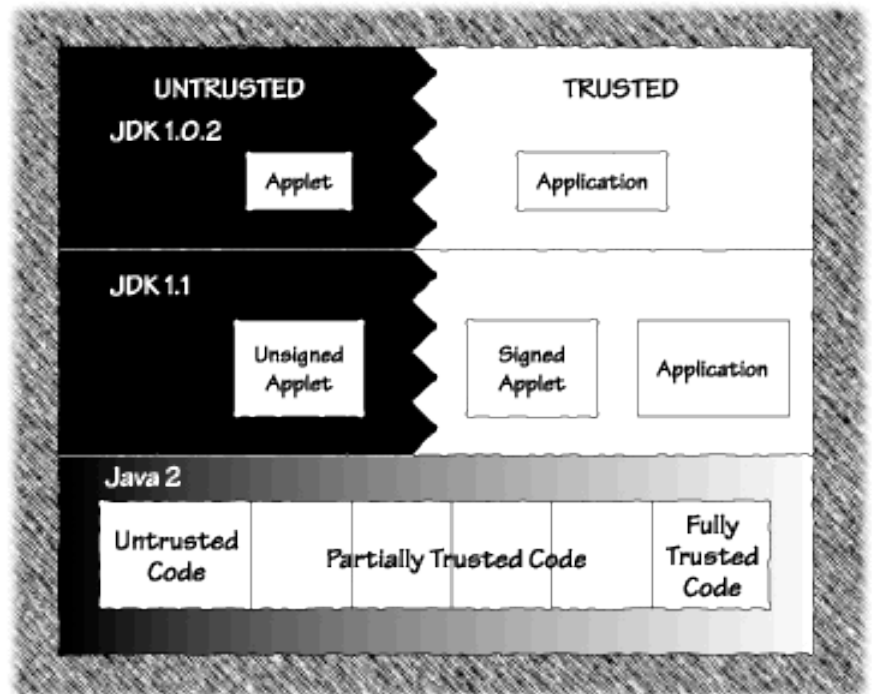 UNTRUSTED
TRUSTED
JDK 1.0.2
Applet
Application
JDK 1.1
Unsigned
Applet
Signed
Applet
Application
Java 2
Untrusted
Code
Partially Trusted Code
Fully
Trusted
Code